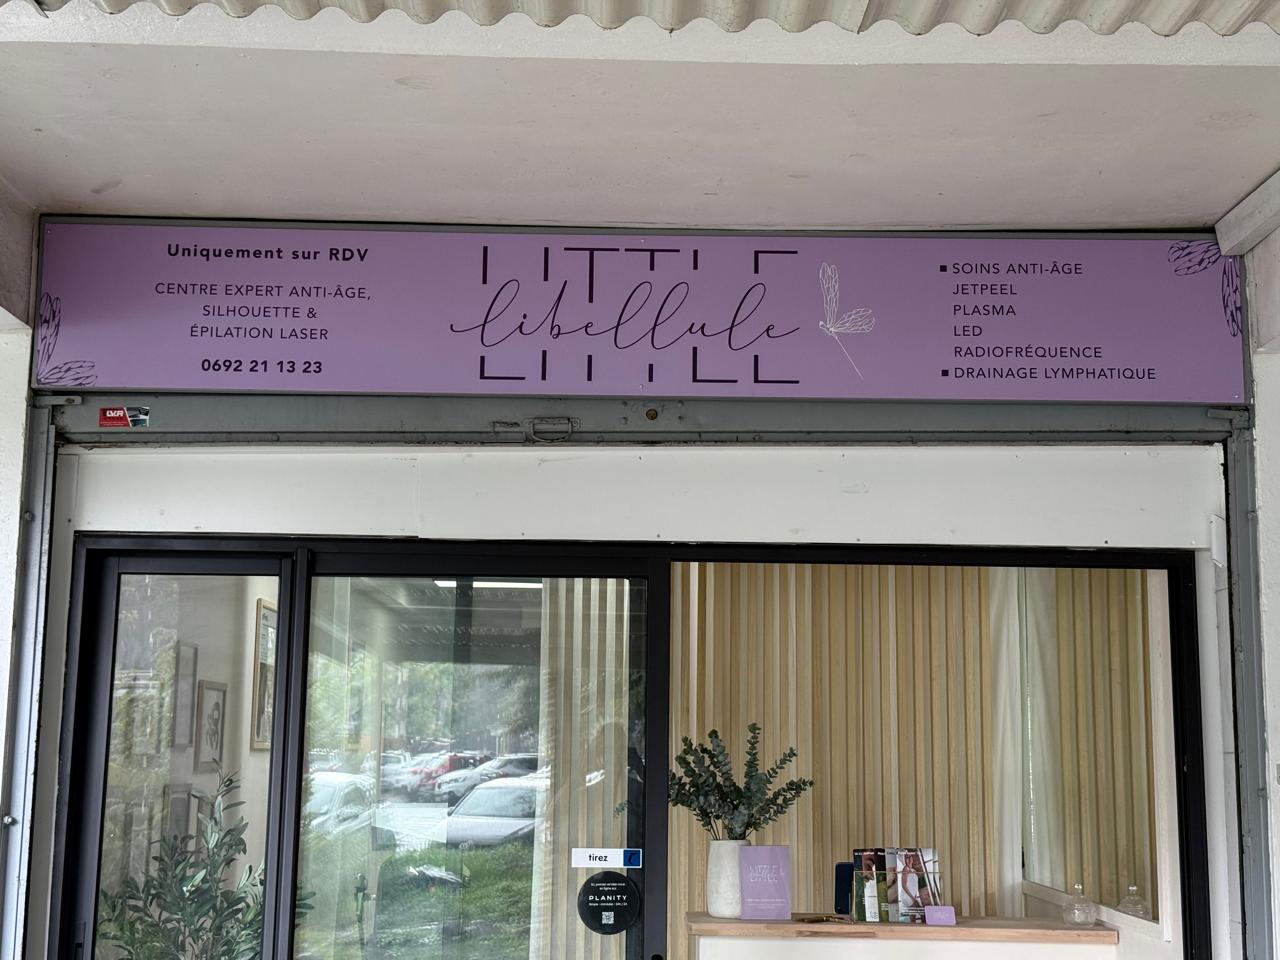 Uniquement sur RDV
CENTRE EXPERT ANTI-ÂGE,
SILHOUETTE &
ÉPILATION LASER
0692 21 13 23
LITTLE
libellule
■ SOINS ANTI-ÂGE
JETPEEL
PLASMA
LED
RADIOFRÉQUENCE
■ DRAINAGE LYMPHATIQUE
LVR
tirez
PLANITY
LITTLE